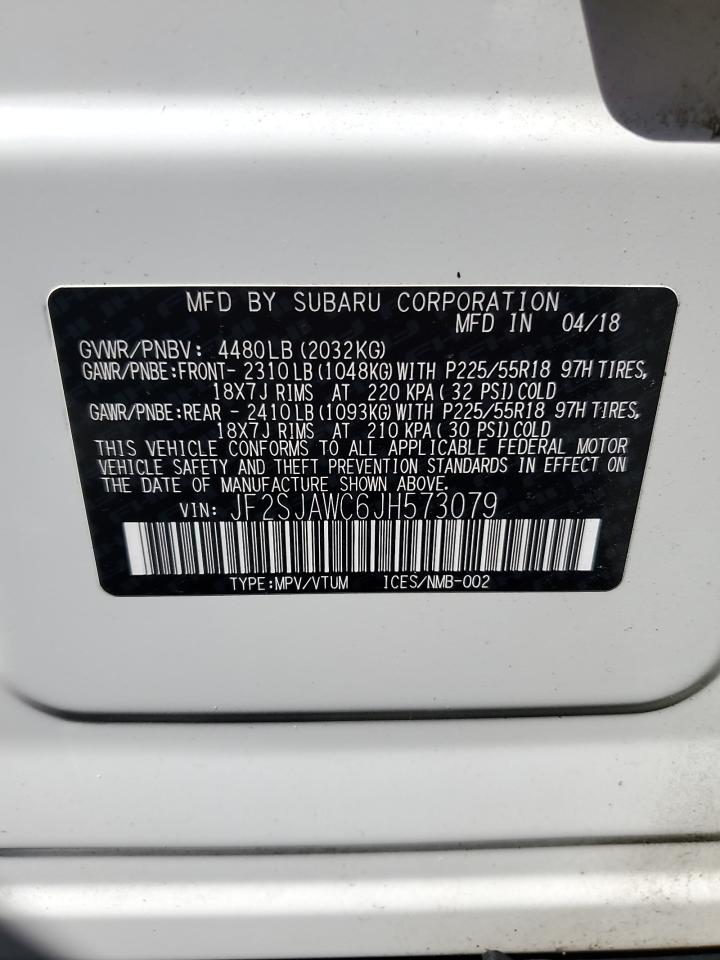 MFD BY SUBARU CORPORATION
MFD IN 04/18
GVWR/PNBV: 4480LB(2032KG)
GAWR/PNBE:FRONT- 2310LB(1048KG)WITH P225/55R18 97H TIRES,
18X7J RIMS AT 220 KPA( 32 PSI)COLD
GAWR/PNBE:REAR - 2410LB(1093KG)WITH P225/55R18 97H TIRES,
18X7J RIMS AT 210 KPA( 30 PSI)COLD
THIS VEHICLE CONFORMS TO ALL APPLICABLE FEDERAL MOTOR
VEHICLE SAFETY AND THEFT PREVENTION STANDARDS IN EFFECT ON
THE DATE OF MANUFACTURE SHOWN ABOVE.
VIN: JF2SJAWC6JH573079
TYPE:MPV/VTUM ICES/NMB-002